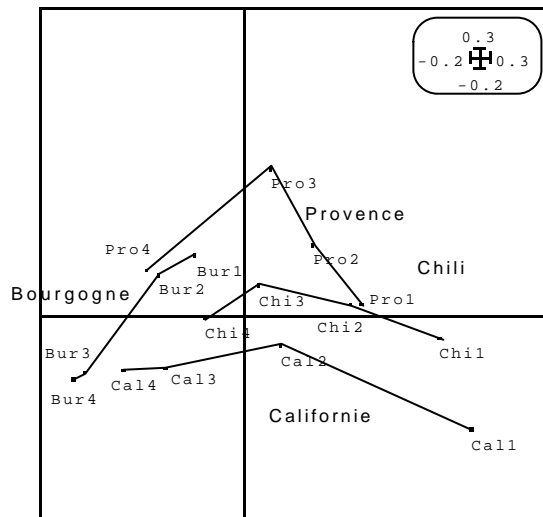 0.3
-0.2 0.3
-0.2
Pro3
Provence
Pro4
Pro2
Bur1
Chili
Bur2
Bourgogne
Chi3
Pro1
Chi2
Chi4
Chi1
Bur3
Cal2
Cal4
Cal3
Bur4
Californie
Cal1